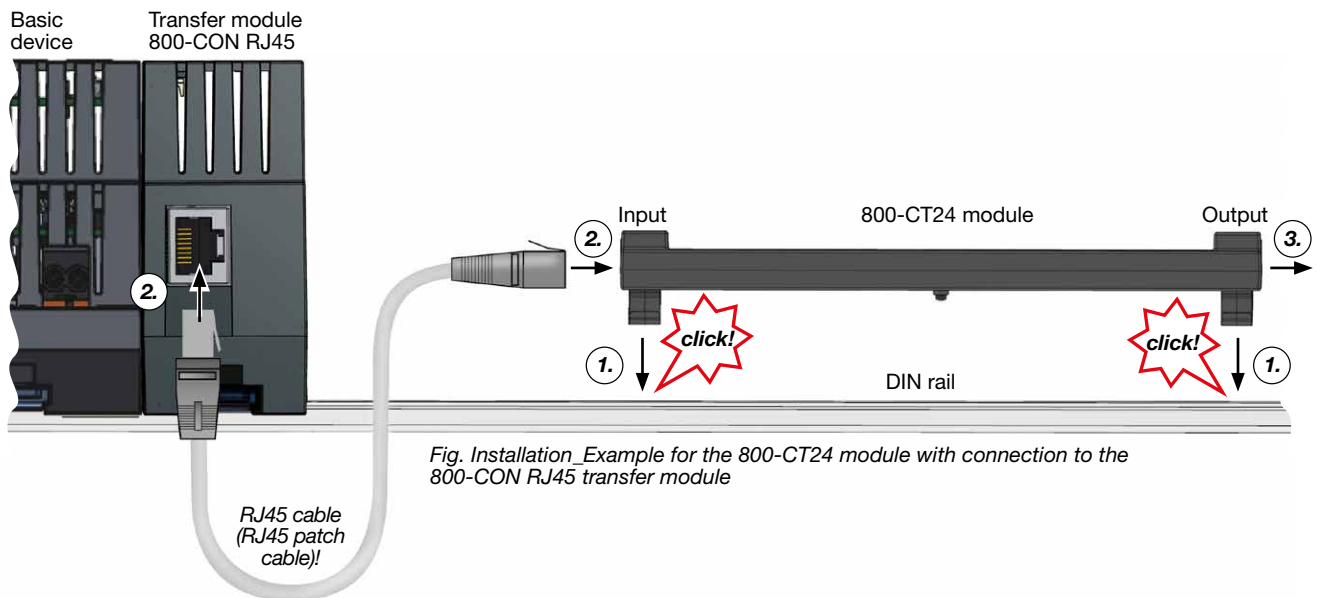 Basic
device
Transfer module
800-CON RJ45
2.
Input
800-CT24 module
Output
2.
3.
click!
click!
1.
1.
DIN rail
Fig. Installation_Example for the 800-CT24 module with connection to the
800-CON RJ45 transfer module
RJ45 cable
(RJ45 patch
cable)!